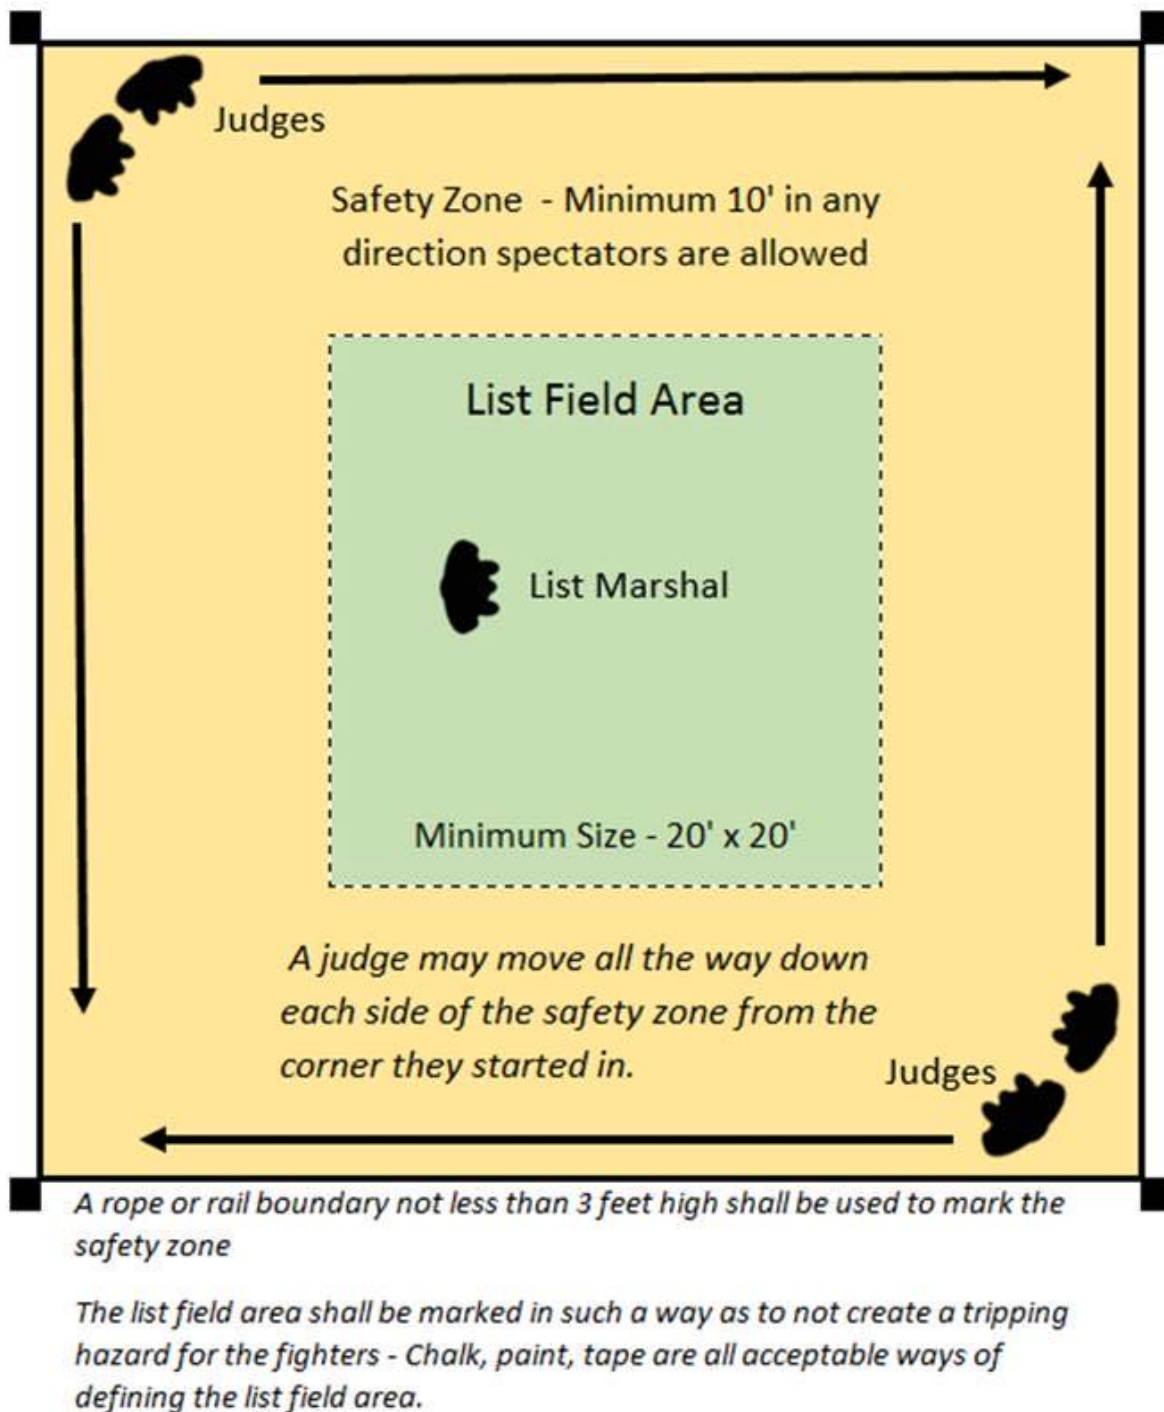 Judges
Safety Zone - Minimum 10' in any
direction spectators are allowed
List Field Area
List Marshal
Minimum Size - 20' x 20'
A judge may move all the way down
each side of the safety zone from the
corner they started in.
Judges
A rope or rail boundary not less than 3 feet high shall be used to mark the
safety zone
The list field area shall be marked in such a way as to not create a tripping
hazard for the fighters - Chalk, paint, tape are all acceptable ways of
defining the list field area.